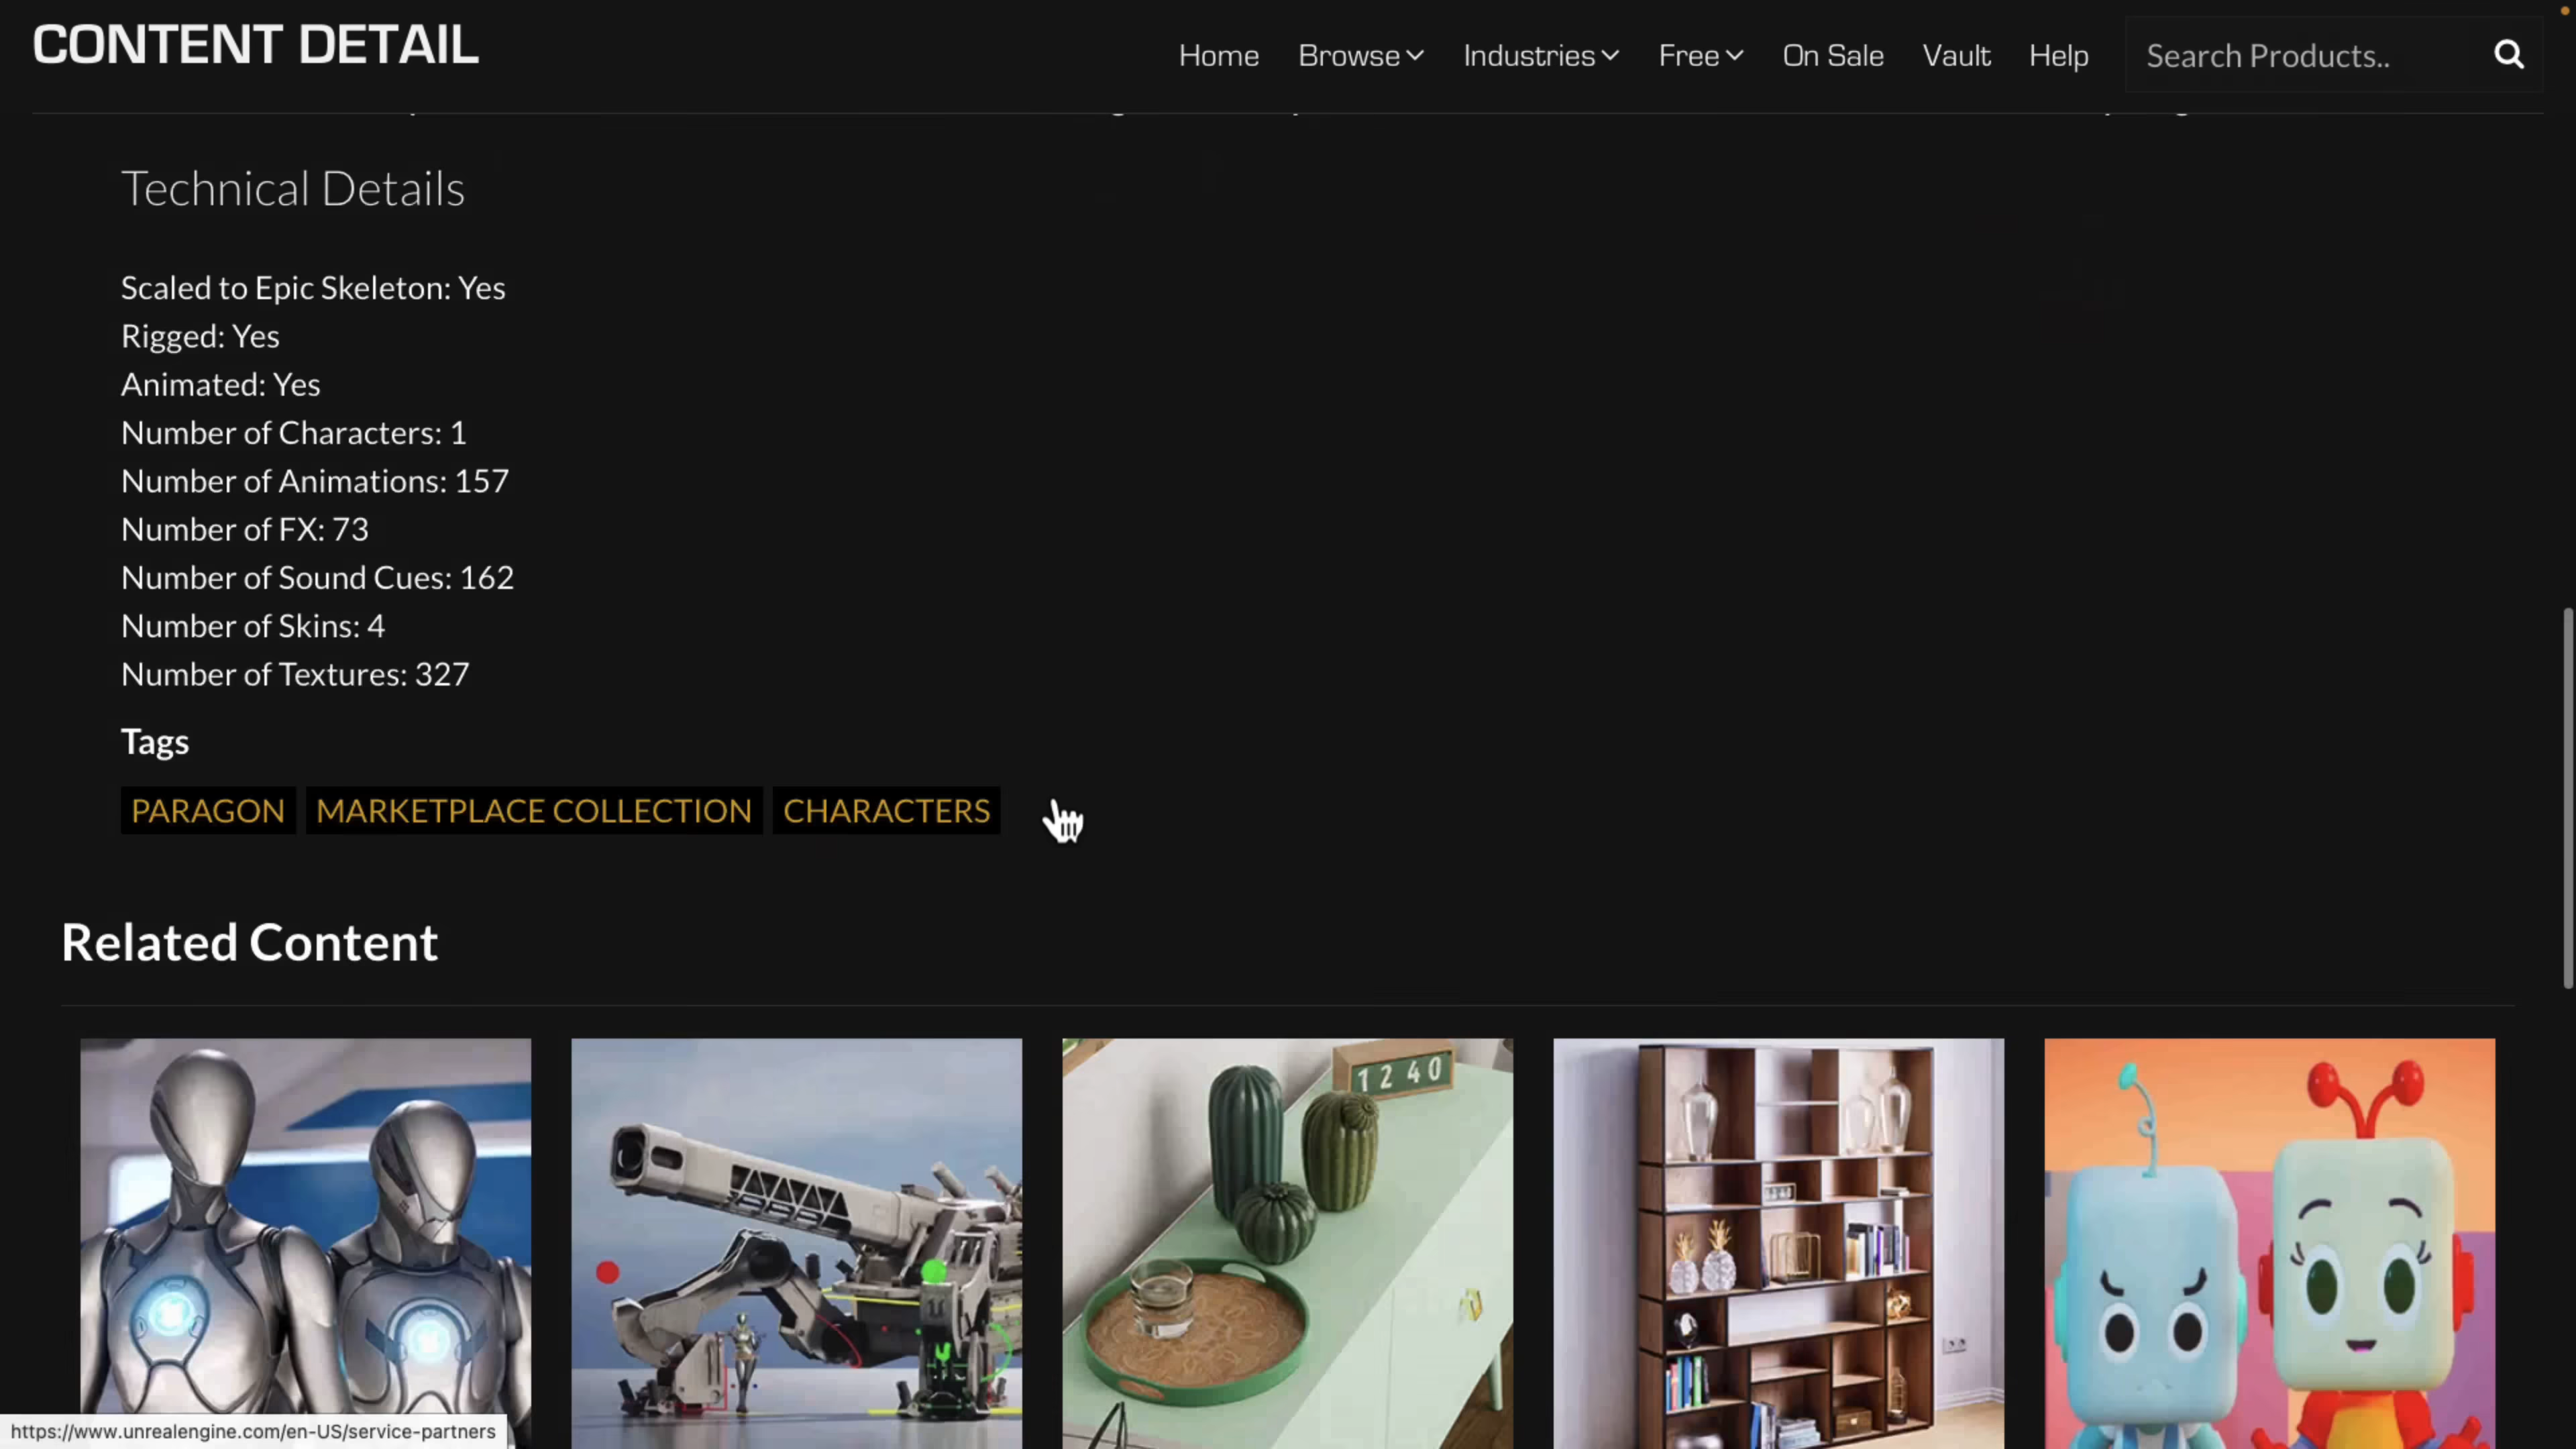 CONTENT DETAIL
Home Browse Industries Free On Sale Vault Help Search Products..
Technical Details
Scaled to Epic Skeleton: Yes
Rigged: Yes
Animated: Yes
Number of Characters: 1
Number of Animations: 157
Number of FX: 73
Number of Sound Cues: 162
Number of Skins: 4
Number of Textures: 327
Tags
PARAGON MARKETPLACE COLLECTION CHARACTERS
Related Content
12 40
https://www.unrealengine.com/en-US/service-partners